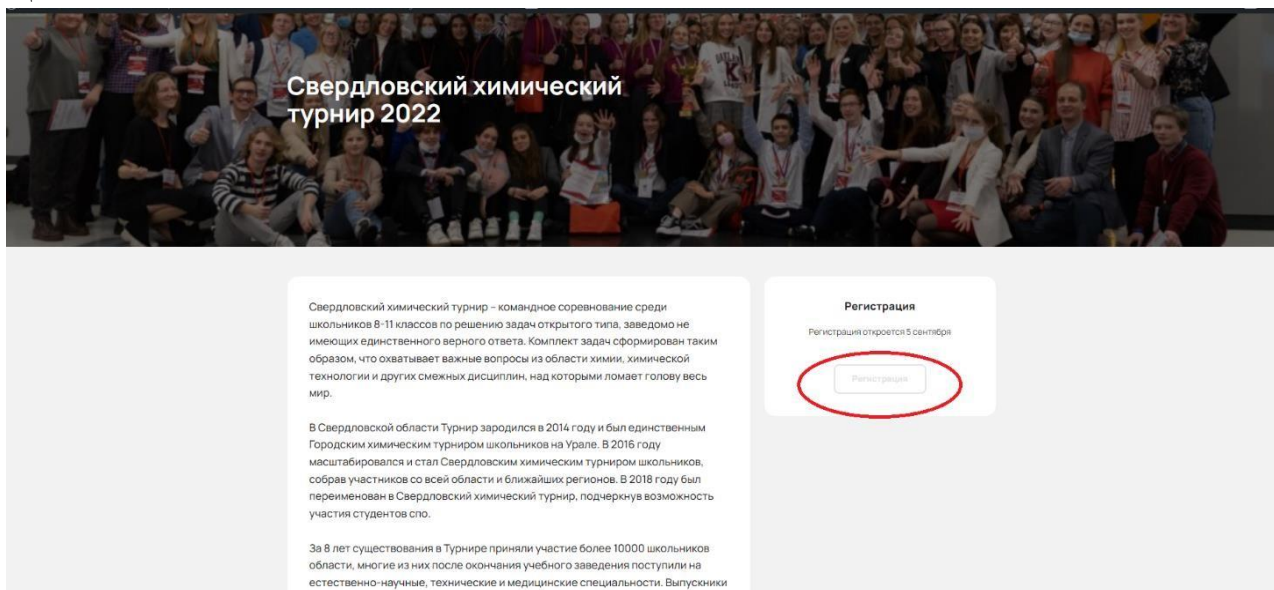 Свердловский химический
турнир 2022
Свердловский химический турнир – командное соревнование среди
школьников 8-11 классов по решению задач открытого типа, заведомо не
имеющих единственного верного ответа. Комплект задач сформирован таким
образом, что охватывает важные вопросы из области химии, химической
технологии и других смежных дисциплин, над которыми ломает голову весь
мир.
В Свердловской области Турнир зародился в 2014 году и был единственным
Городским химическим турниром школьников на Урале. В 2016 году
масштабировался и стал Свердловским химическим турниром школьников,
собрав участников со всей области и ближайших регионов. В 2018 году был
переименован в Свердловский химический турнир, подчеркнув возможность
участия студентов спо.
За 8 лет существования в Турнире приняли участие более 10000 школьников
области, многие из них после окончания учебного заведения поступили на
естественно-научные, технические и медицинские специальности. Выпускники
Регистрация
Регистрация откроется 5 сентября
Регистрация